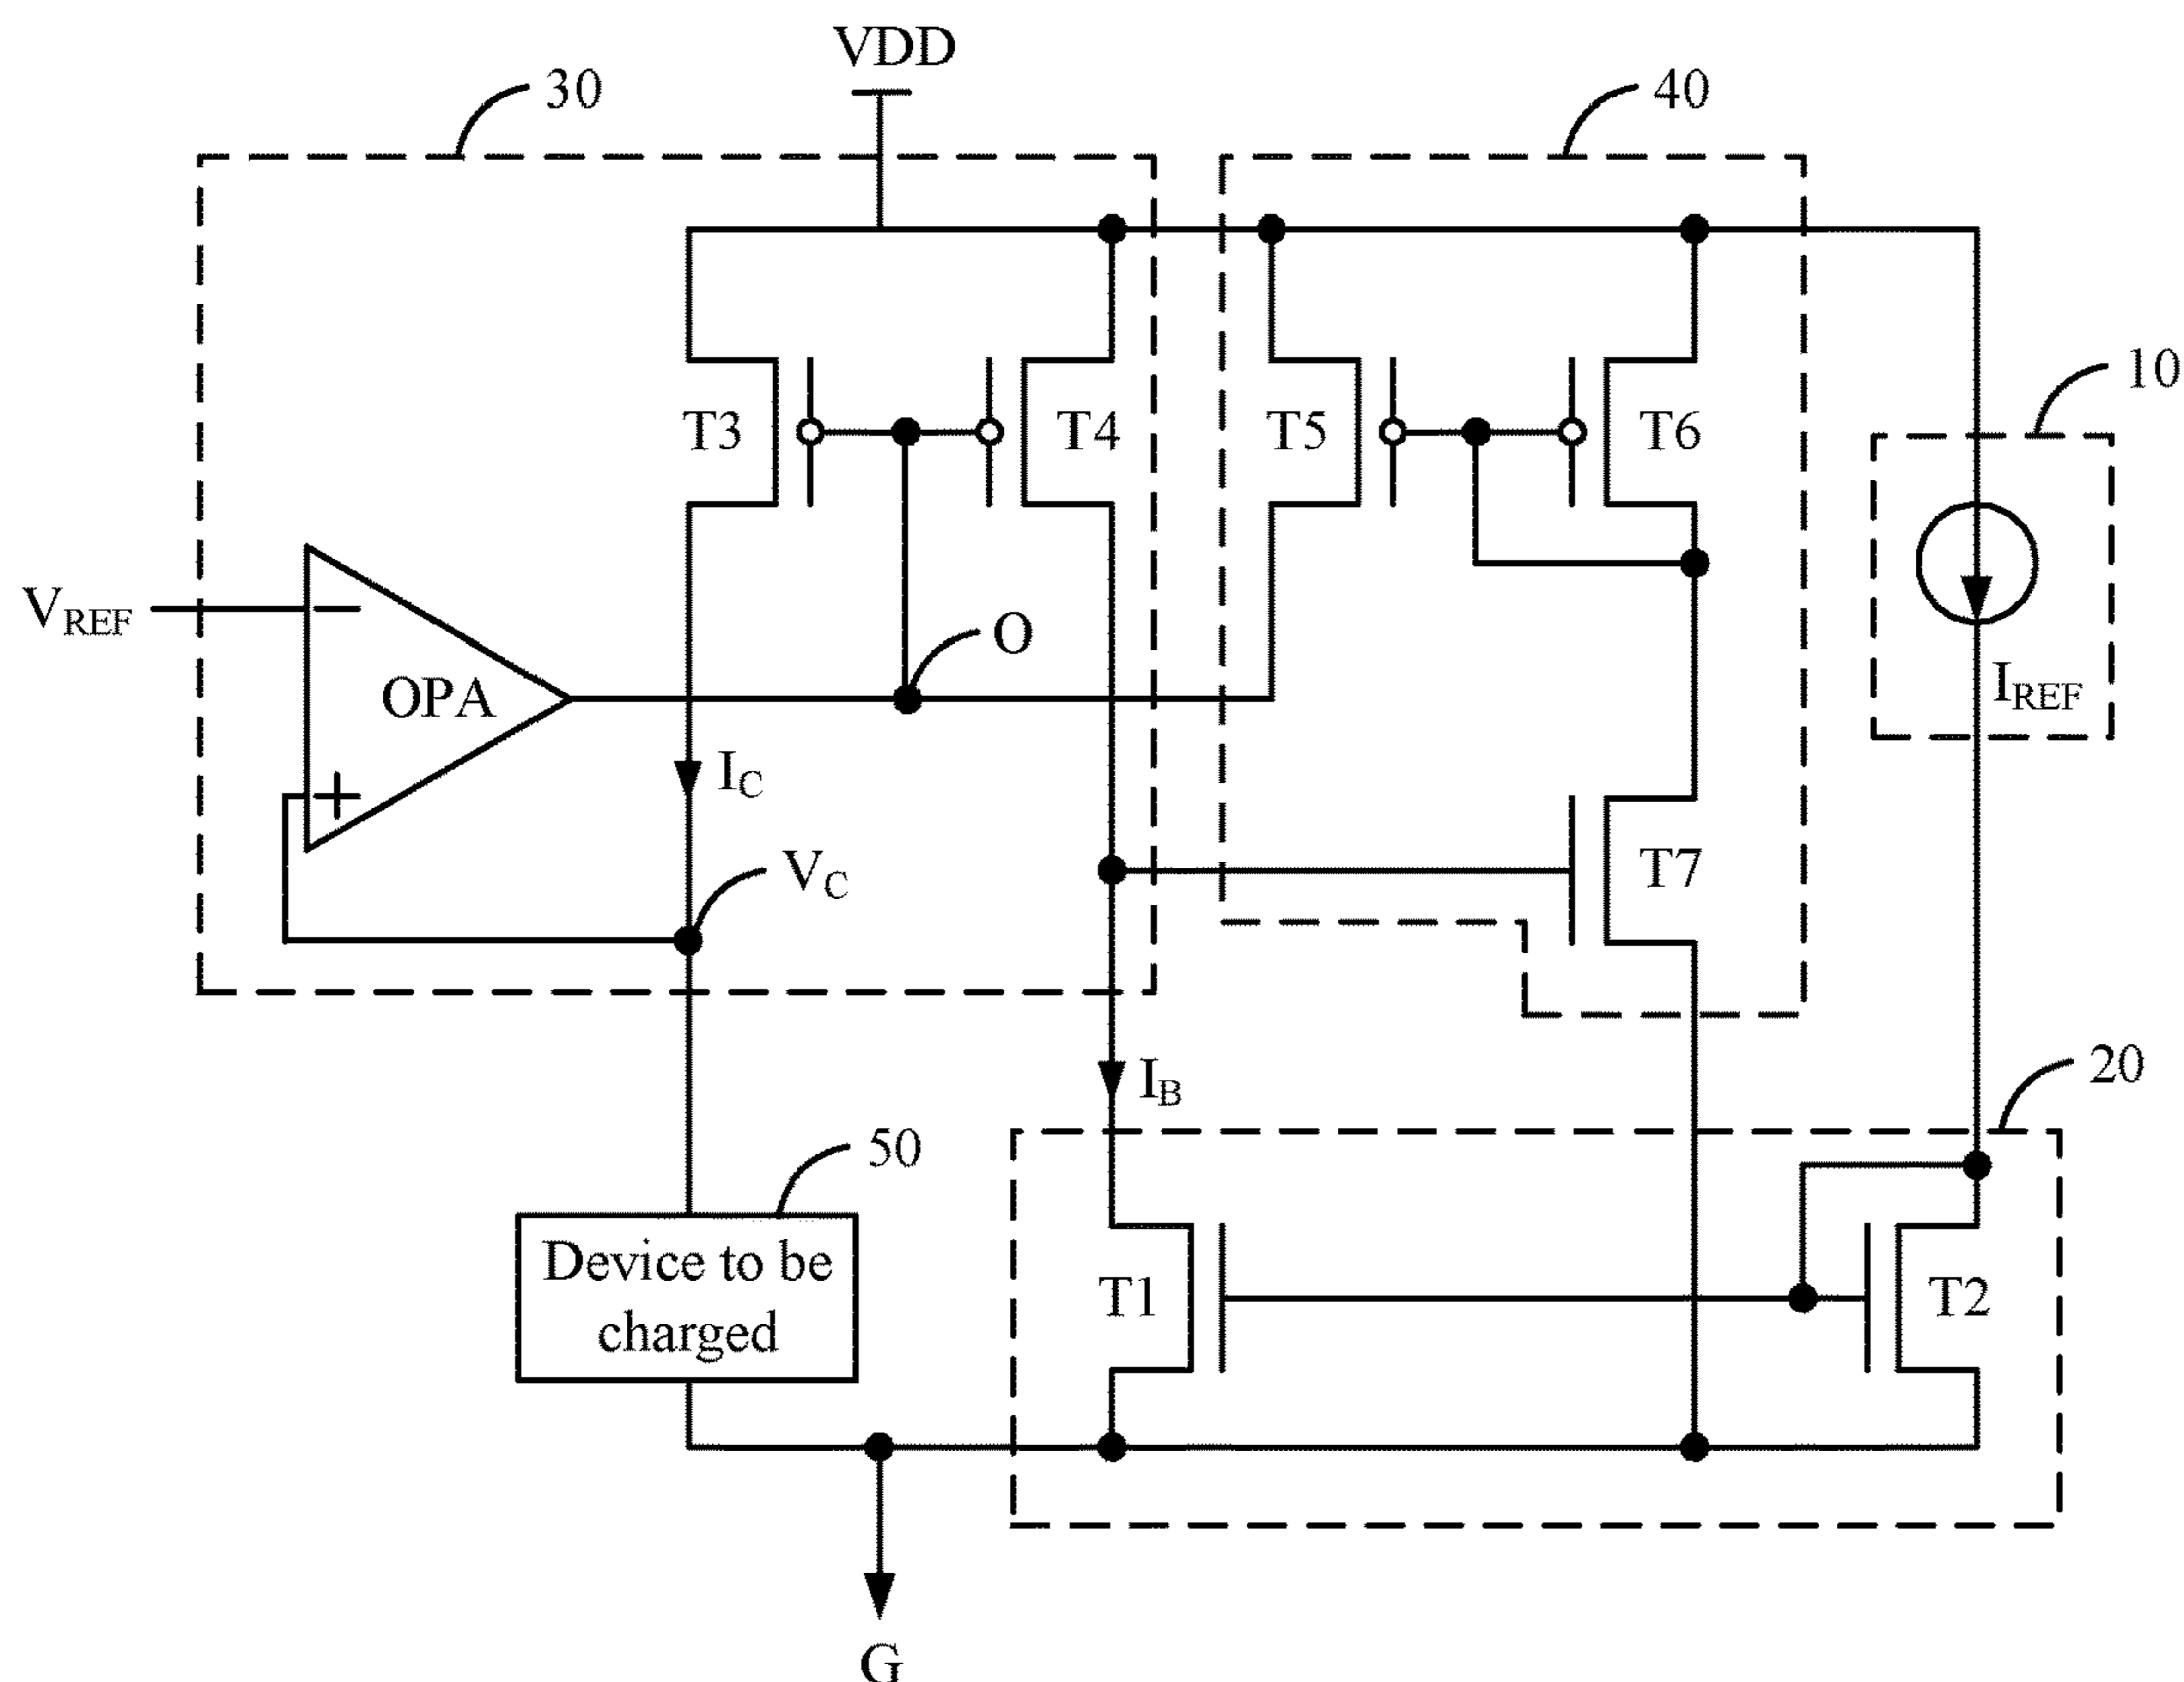 VDD
30
40
10
T3
T4
T5
T6
VREF
OPA
O
IREF
IC
VC
T7
IB
20
50
Device to be
charged
T1
T2
G